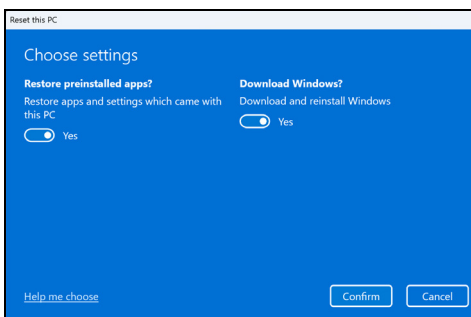 Reset this PC
Choose settings
Restore preinstalled apps?
Restore apps and settings which came with
this PC
Yes
Download Windows?
Download and reinstall Windows
Yes
Help me choose
Confirm
Cancel